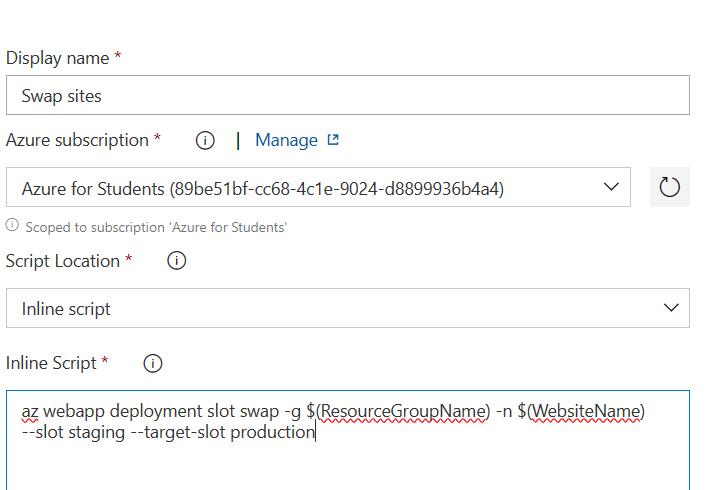 Display name *
Swap sites
Azure subscription * | Manage
Azure for Students (89be51bf-cc68-4c1e-9024-d8899936b4a4)
Scoped to subscription 'Azure for Students'
Script Location *
Inline script
Inline Script *
az webapp deployment slot swap -g $(ResourceGroupName) -n $(WebsiteName)
--slot staging --target-slot production